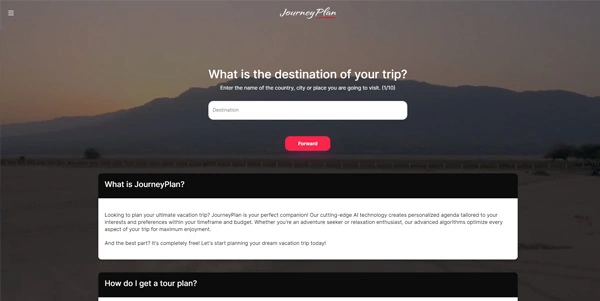 JourneyPlan
What is the destination of your trip?
Enter the name of the country, city or place you are going to visit. (1/10)
Destination
Forward
What is JourneyPlan?
Looking to plan your ultimate vacation trip? JourneyPlan is your perfect companion! Our cutting-edge AI technology creates personalized agenda tailored to your
interests and preferences within your timeframe and budget. Whether you're an adventure seeker or relaxation enthusiast, our advanced algorithms optimize every
aspect of your trip for maximum enjoyment.
And the best part? It's completely free! Let's start planning your dream vacation trip today!
How do I get a tour plan?